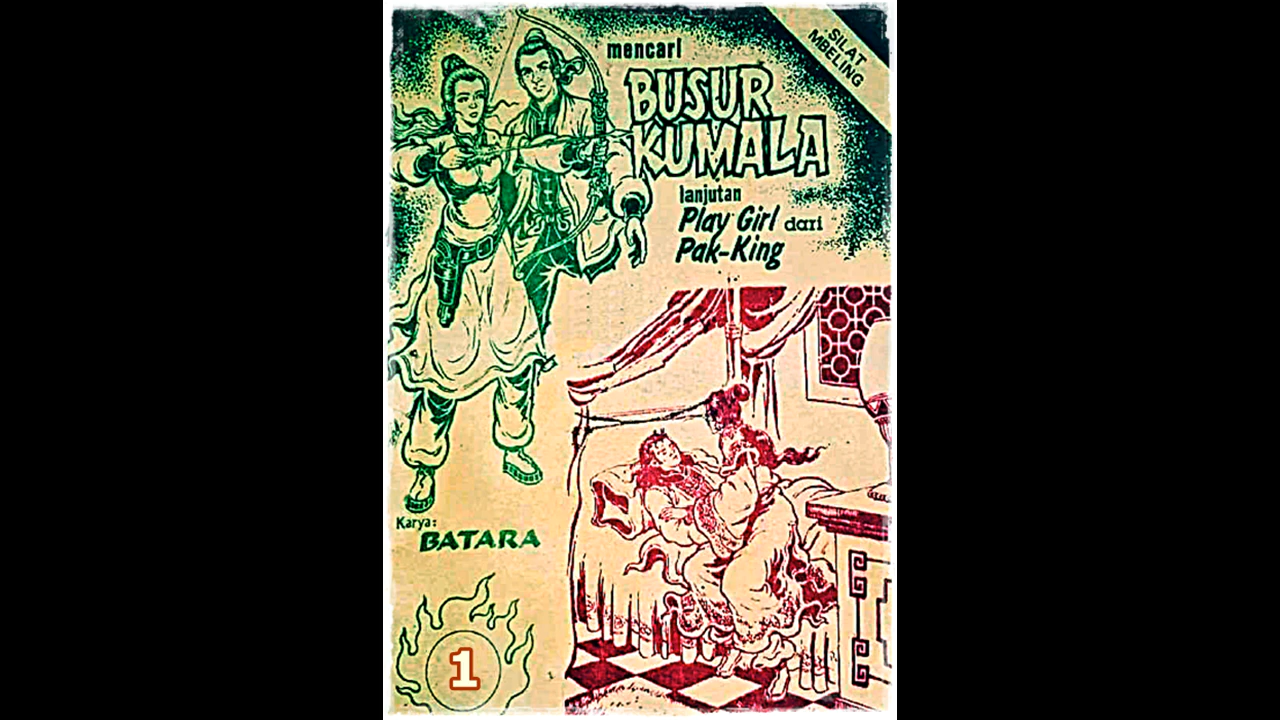 mencari
SILAT
MBELING
BUSUR
KUMALA
lanjutan
Play Girl dari
Pak-King
Karya:
BATARA
1